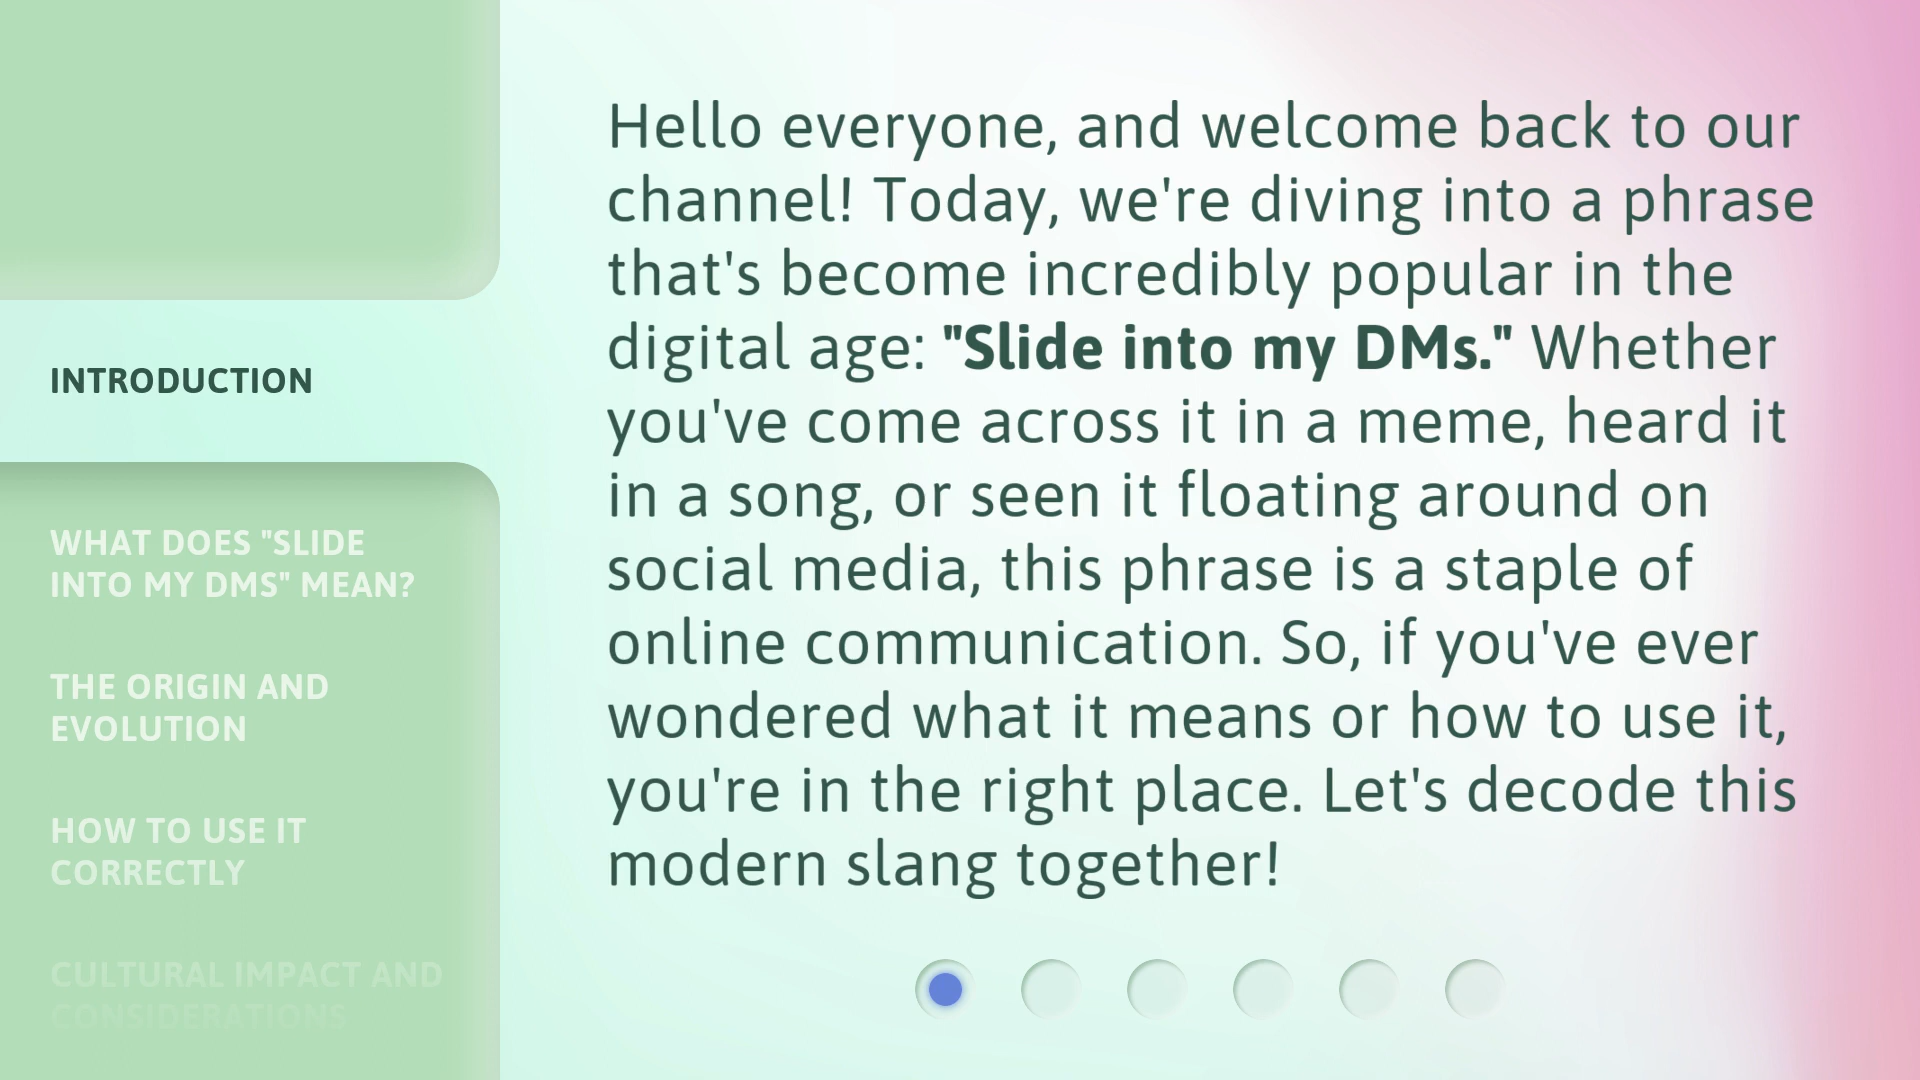 INTRODUCTION
WHAT DOES "SLIDE
INTO MY DMS" MEAN?
THE ORIGIN AND
EVOLUTION
HOW TO USE IT
CORRECTLY
CULTURAL IMPACT AND
CONSIDERATIONS
Hello everyone, and welcome back to our
channel! Today, we're diving into a phrase
that's become incredibly popular in the
digital age: "Slide into my DMs." Whether
you've come across it in a meme, heard it
in a song, or seen it floating around on
social media, this phrase is a staple of
online communication. So, if you've ever
wondered what it means or how to use it,
you're in the right place. Let's decode this
modern slang together!